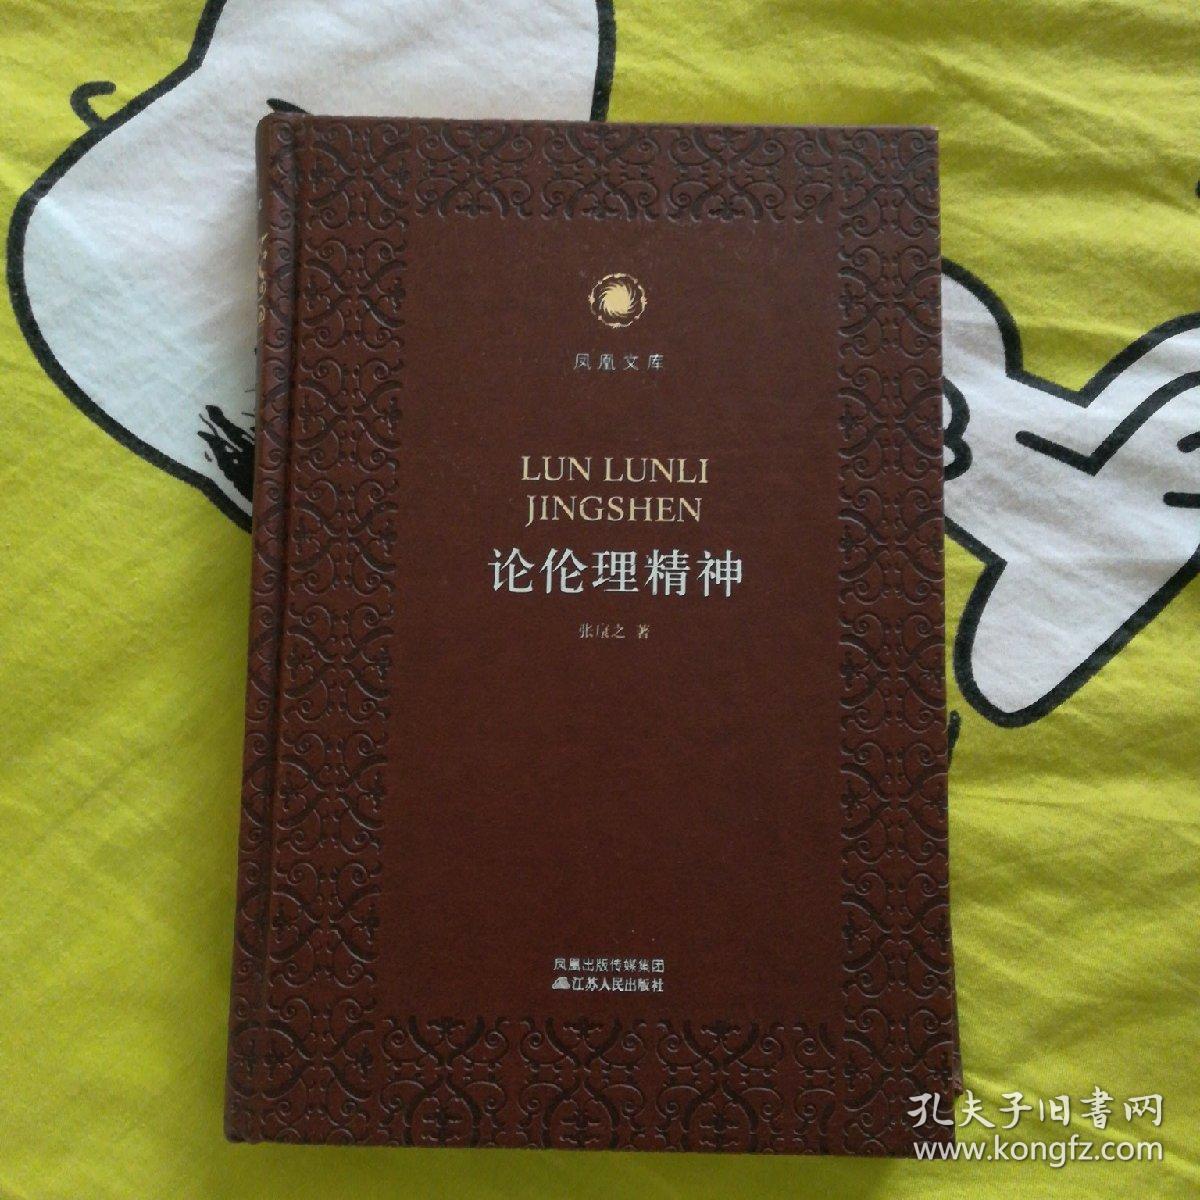 凤凰文库
LUN LUNLI
JINGSHEN
论伦理精神
张康之 著
凤凰出版传媒集团
江苏人民出版社
孔夫子旧書网
www.kongfz.com